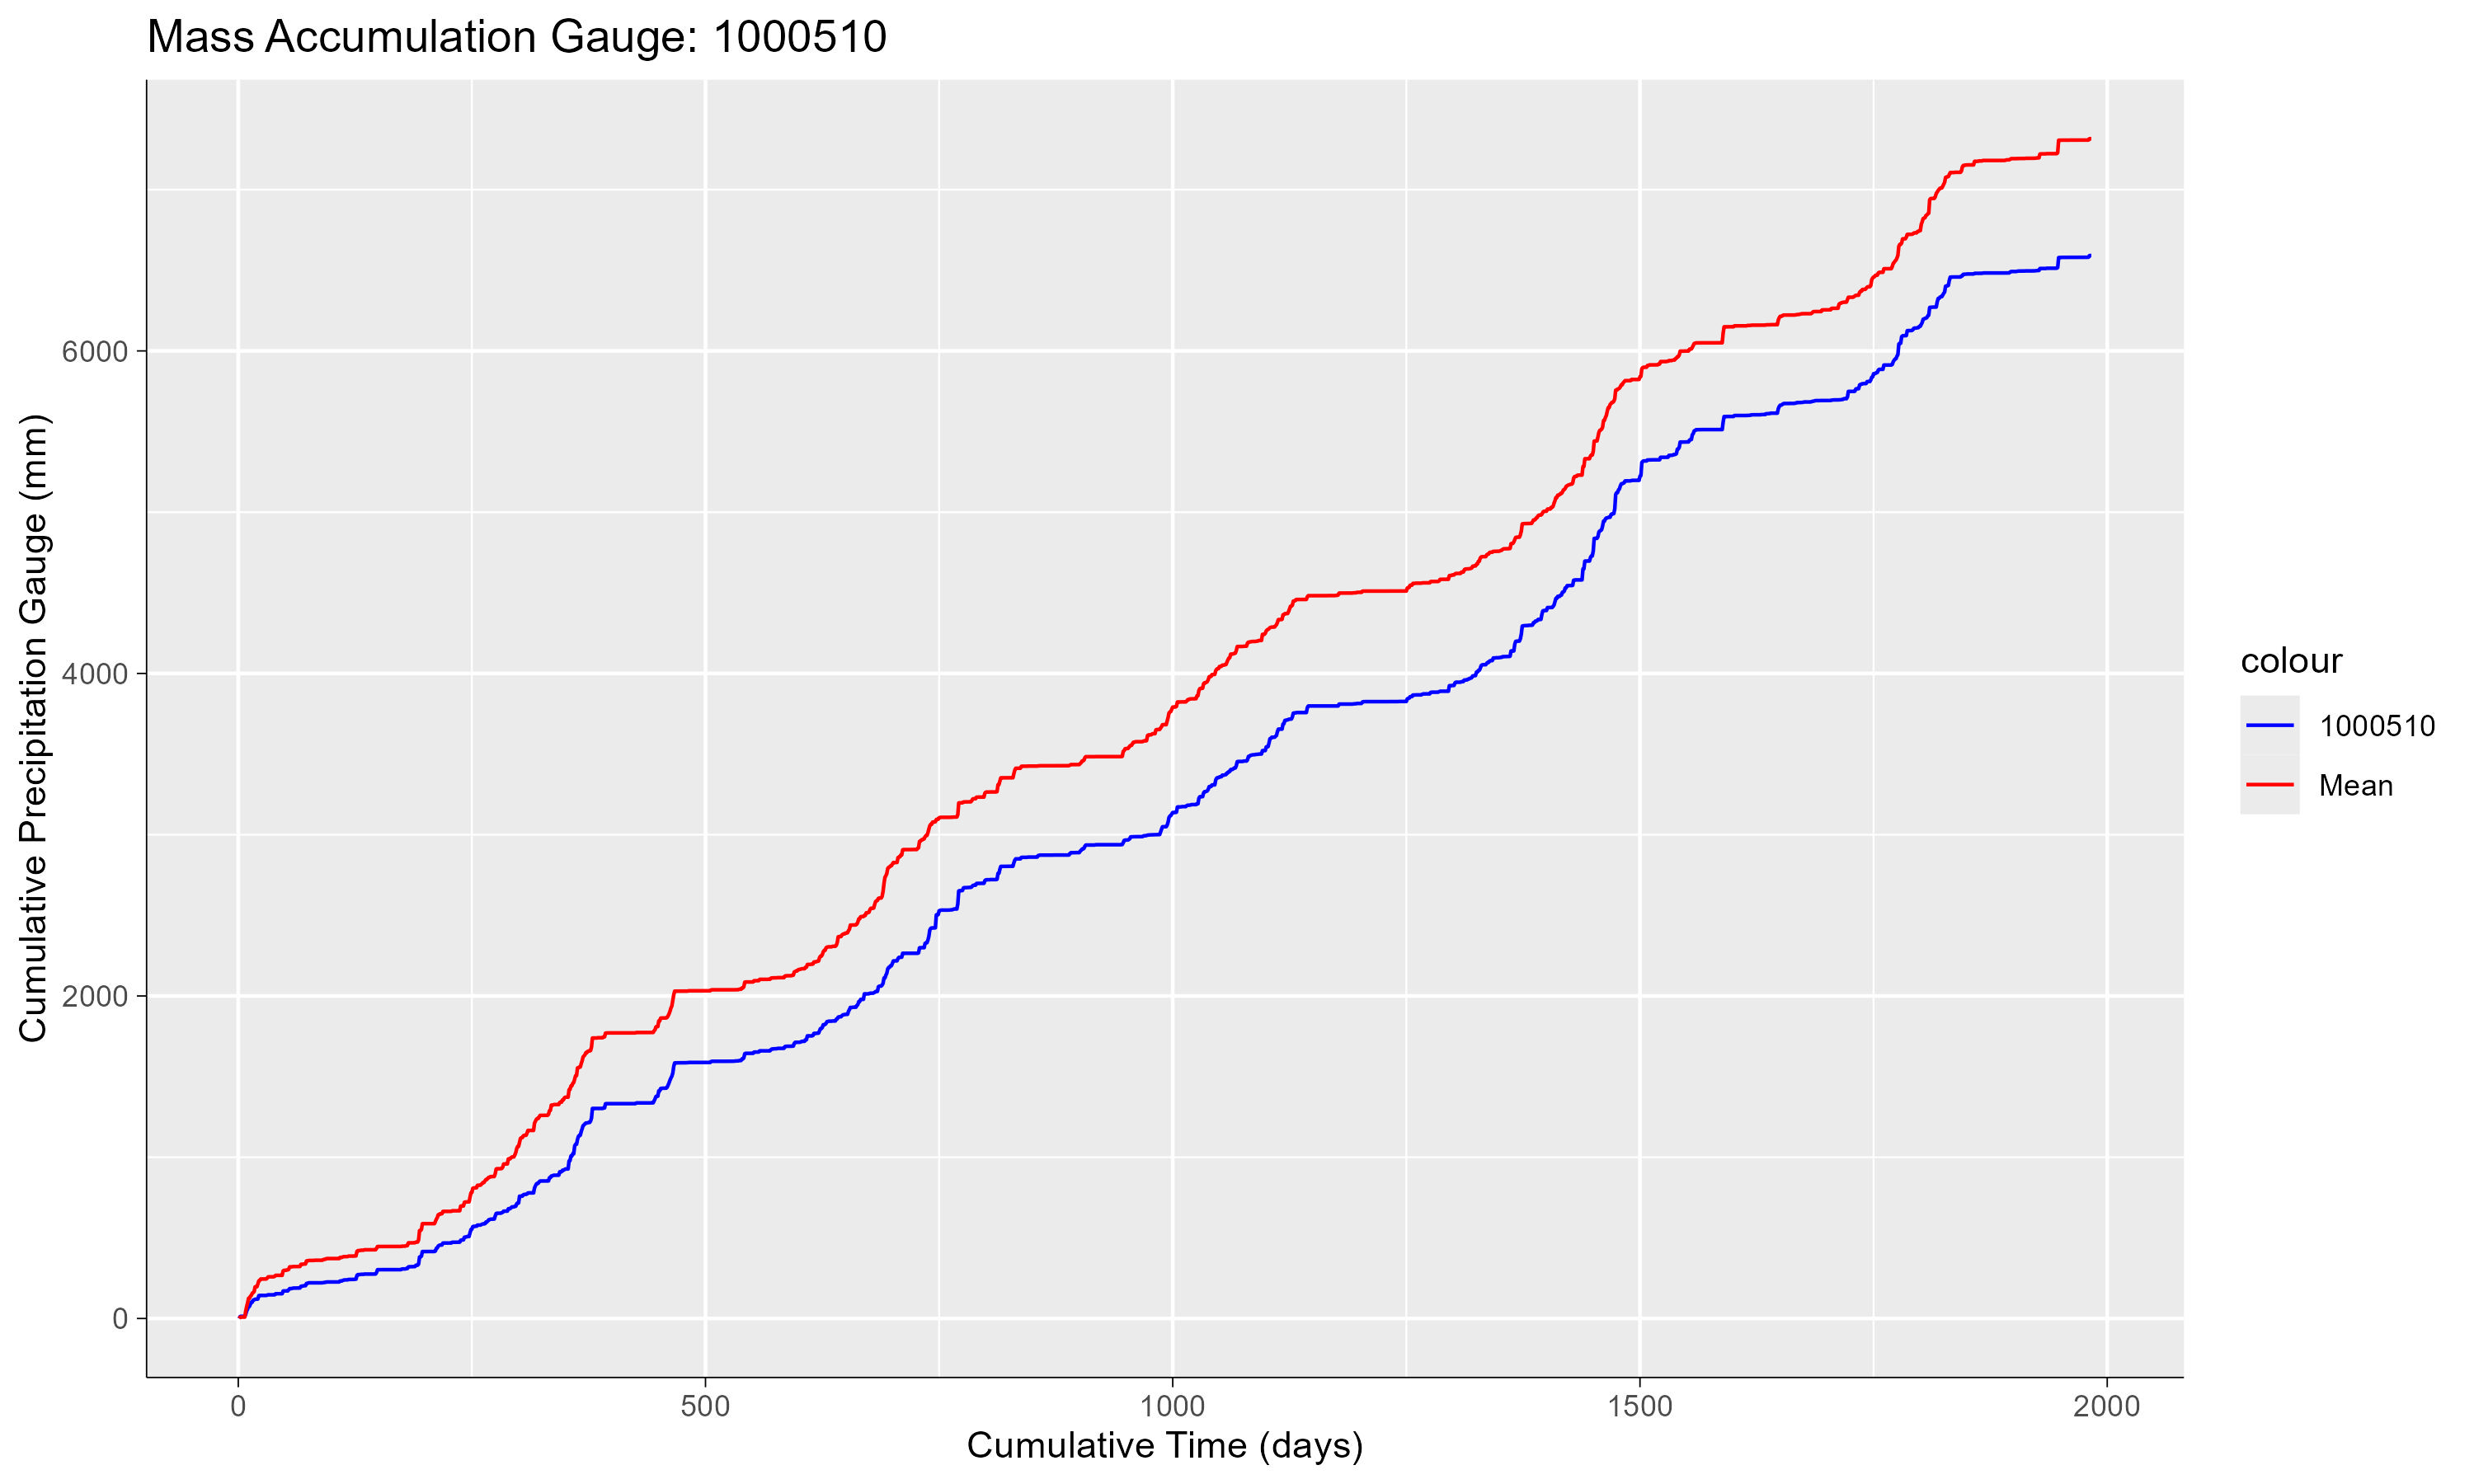 Mass Accumulation Gauge: 1000510
Cumulative Precipitation Gauge (mm)
6000
4000
2000
0
0 500 1000 1500 2000
Cumulative Time (days)
colour
1000510
Mean